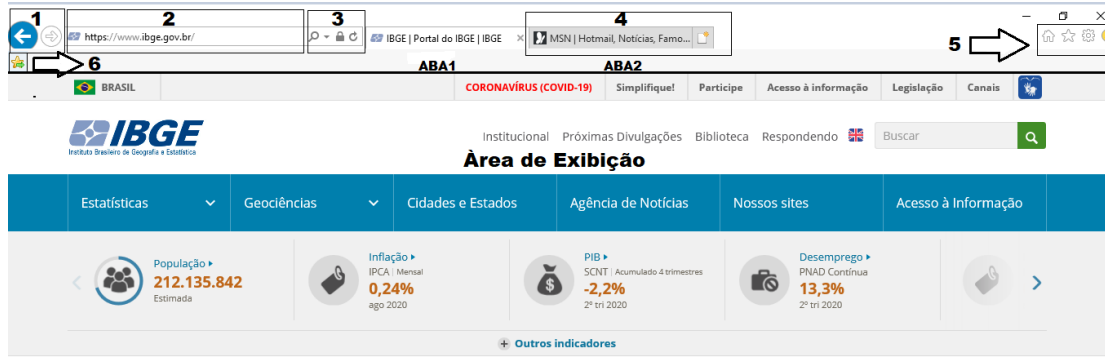 1 2 3 4
https://www.ibge.gov.br/ IBGE | Portal do IBGE | IBGE × MSN | Hotmail, Notícias, Famo...
5
6
ABA1 ABA2
BRASIL CORONAVÍRUS (COVID-19) Simplifique! Participe Acesso à informação Legislação Canais
IBGE Institucional Próximas Divulgações Biblioteca Respondendo Buscar
Instituto Brasileiro de Geografia e Estatística
Àrea de Exibição
Estatísticas Geociências Cidades e Estados Agência de Notícias Nossos sites Acesso à Informação
População
212.135.842
Estimada
Inflação
IPCA | Mensal
0,24%
ago 2020
PIB
SCNT | Acumulado 4 trimestres
-2,2%
2º tri 2020
Desemprego
PNAD Contínua
13,3%
2º tri 2020
Outros indicadores